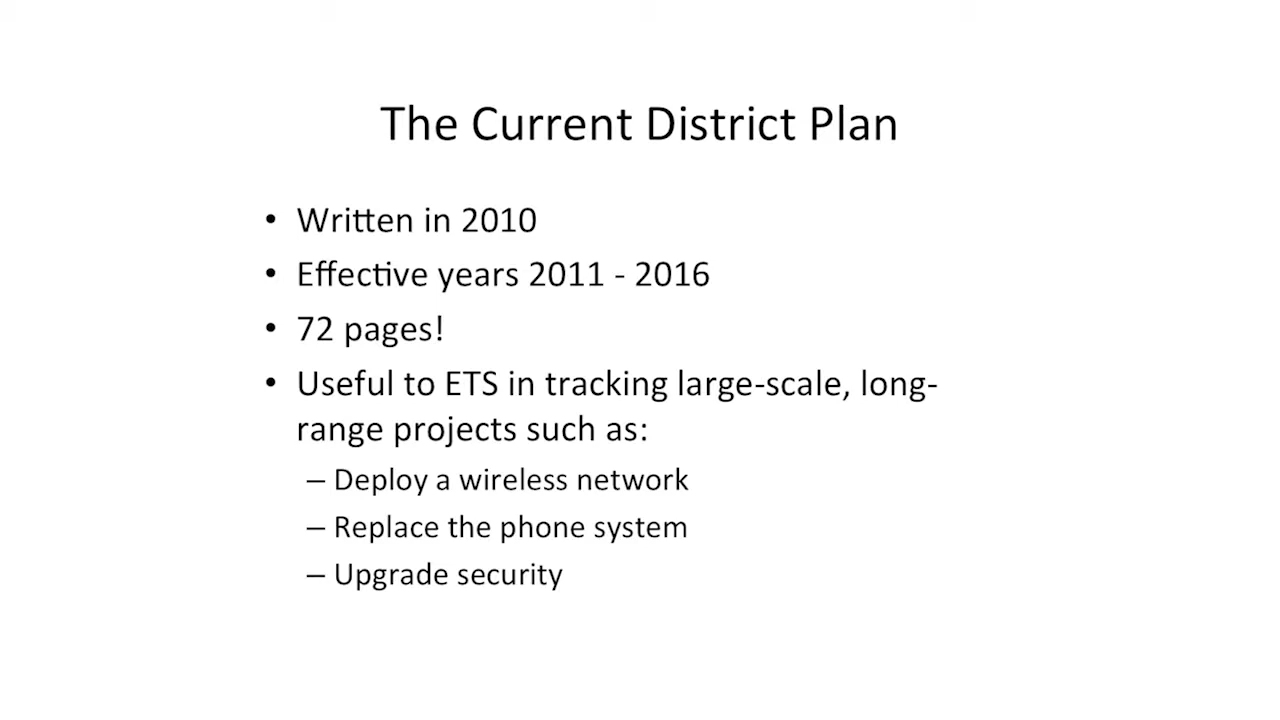 The Current District Plan
• Written in 2010
• Effective years 2011 - 2016
• 72 pages!
• Useful to ETS in tracking large-scale, long-
range projects such as:
– Deploy a wireless network
– Replace the phone system
– Upgrade security